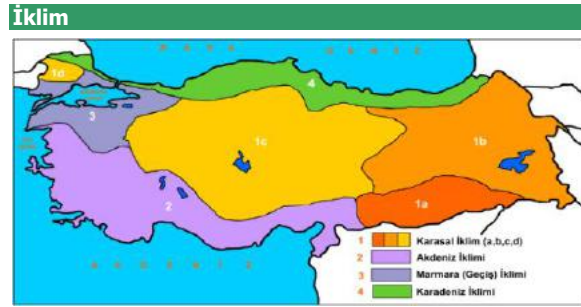 İklim
1d
4
3
1c
1b
2
1a
1 Karasal İklim (a,b,c,d)
2 Akdeniz İklimi
3 Marmara (Geçiş) İklimi
4 Karadeniz İklimi